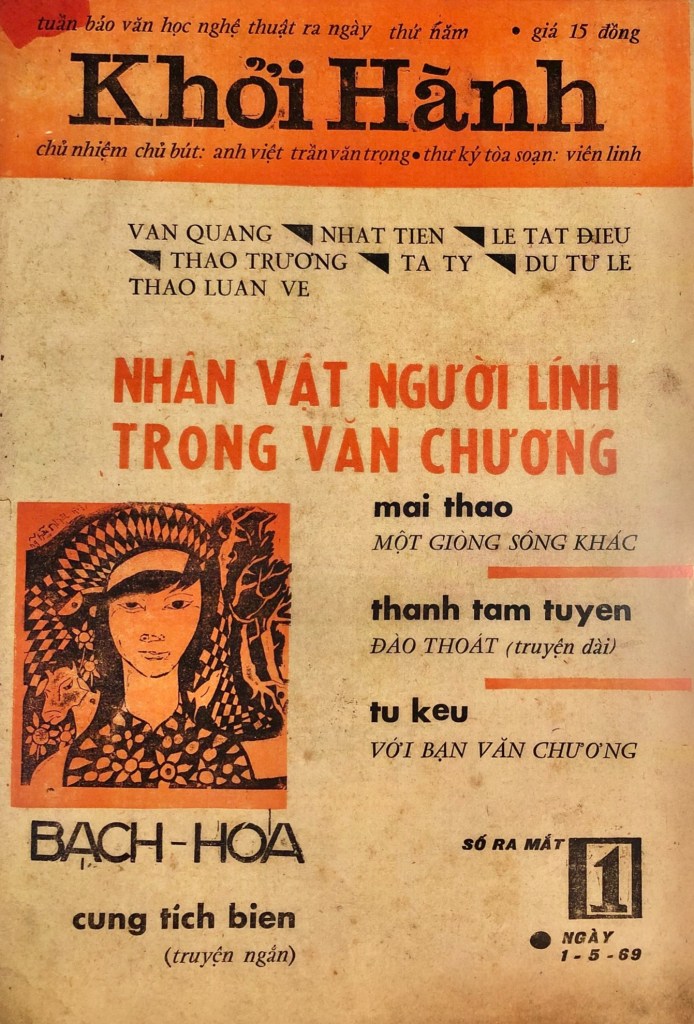 tuần báo văn học nghệ thuật ra ngày thứ năm • giá 15 đồng
Khởi Hành
chủ nhiệm chủ bút: anh việt trần văn trọng • thư ký tòa soạn: viên linh
VAN QUANG ◥ NHAT TIEN ◥ LE TAT ĐIEU
◥ THAO TRƯƠNG ◥ TA TY ◥ DU TƯ LE
THAO LUAN VE
NHÂN VẬT NGƯỜI LÍNH
TRONG VĂN CHƯƠNG
mai thao
MỘT GIÒNG SÔNG KHÁC
thanh tam tuyen
ĐÀO THOÁT (truyện dài)
tu keu
VỚI BẠN VĂN CHƯƠNG
BẠCH-HÓA
cung tích bien
(truyện ngắn)
SỐ RA MẮT 1
● NGÀY
1-5-69